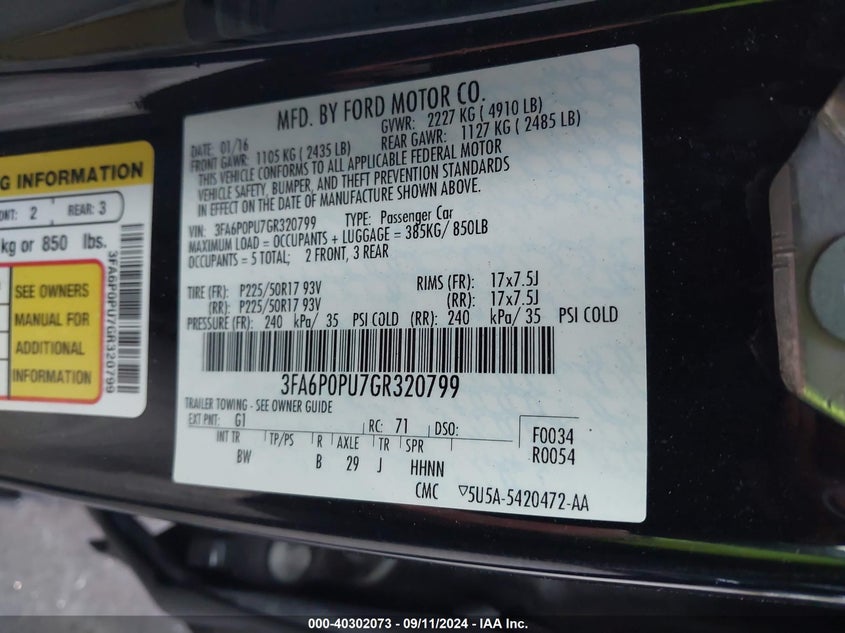 G INFORMATION
ONT: 2 REAR: 3
kg or 850 lbs.
SEE OWNERS
MANUAL FOR
ADDITIONAL
INFORMATION
3FA6P0PU7GR320799
MFD. BY FORD MOTOR CO.
DATE: 01/16 GVWR: 2227 KG ( 4910 LB)
FRONT GAWR: 1105 KG ( 2435 LB) REAR GAWR: 1127 KG ( 2485 LB)
THIS VEHICLE CONFORMS TO ALL APPLICABLE FEDERAL MOTOR
VEHICLE SAFETY, BUMPER, AND THEFT PREVENTION STANDARDS
IN EFFECT ON THE DATE OF MANUFACTURE SHOWN ABOVE.
VIN: 3FA6P0PU7GR320799 TYPE: Passenger Car
MAXIMUM LOAD = OCCUPANTS + LUGGAGE = 385KG/ 850LB
OCCUPANTS = 5 TOTAL; 2 FRONT, 3 REAR
TIRE (FR): P225/50R17 93V RIMS (FR): 17x7.5J
(RR): P225/50R17 93V (RR): 17x7.5J
PRESSURE (FR): 240 kPa/ 35 PSI COLD (RR): 240 kPa/ 35 PSI COLD
3FA6P0PU7GR320799
TRAILER TOWING - SEE OWNER GUIDE
EXT PNT: G1 RC: 71 DSO: F0034
INT TR TP/PS R AXLE TR SPR R0054
BW B 29 J HHNN
CMC ▽5U5A-5420472-AA
000-40302073 - 09/11/2024 - IAA Inc.